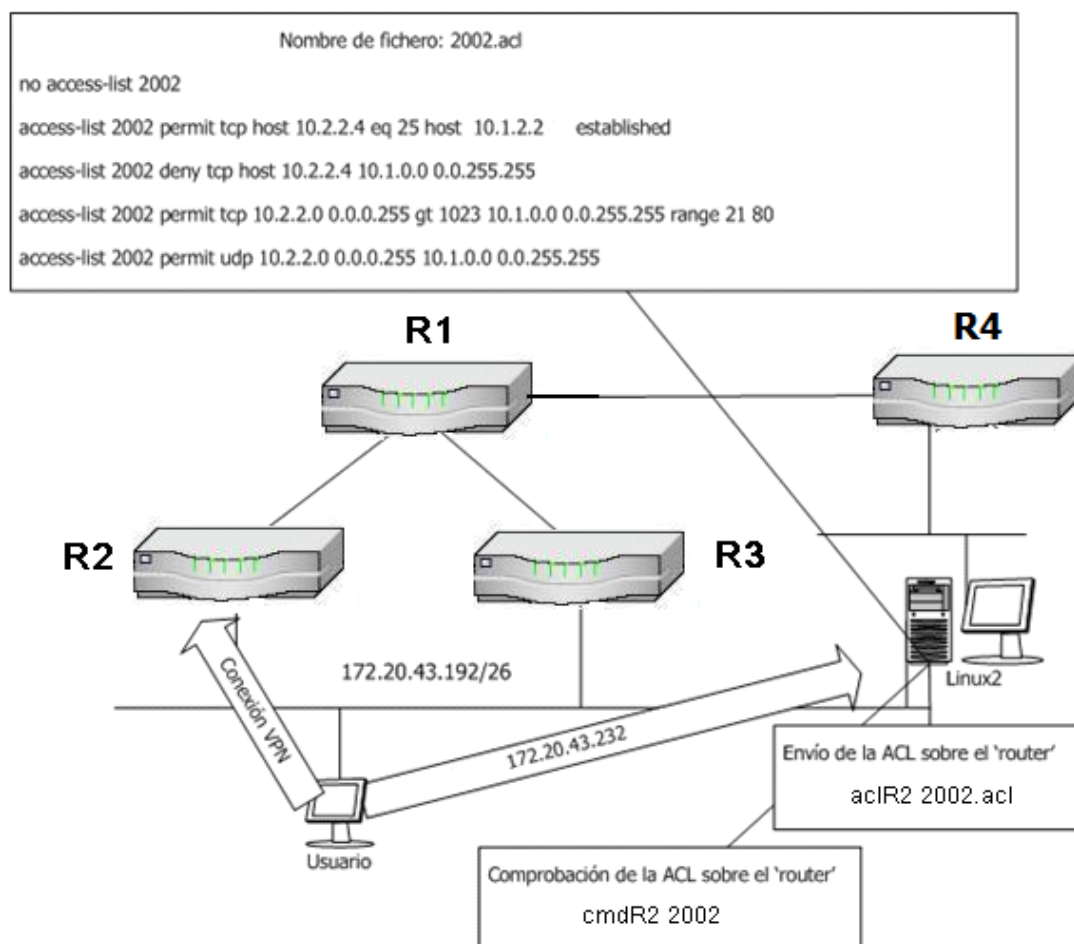 Nombre de fichero: 2002.acl
no access-list 2002
access-list 2002 permit tcp host 10.2.2.4 eq 25 host 10.1.2.2 established
access-list 2002 deny tcp host 10.2.2.4 10.1.0.0 0.0.255.255
access-list 2002 permit tcp 10.2.2.0 0.0.0.255 gt 1023 10.1.0.0 0.0.255.255 range 21 80
access-list 2002 permit udp 10.2.2.0 0.0.0.255 10.1.0.0 0.0.255.255
R1
R4
R2
R3
172.20.43.192/26
Linux2
Conexión VPN
172.20.43.232
Usuario
Envío de la ACL sobre el 'router'
aclR2 2002.acl
Comprobación de la ACL sobre el 'router'
cmdR2 2002